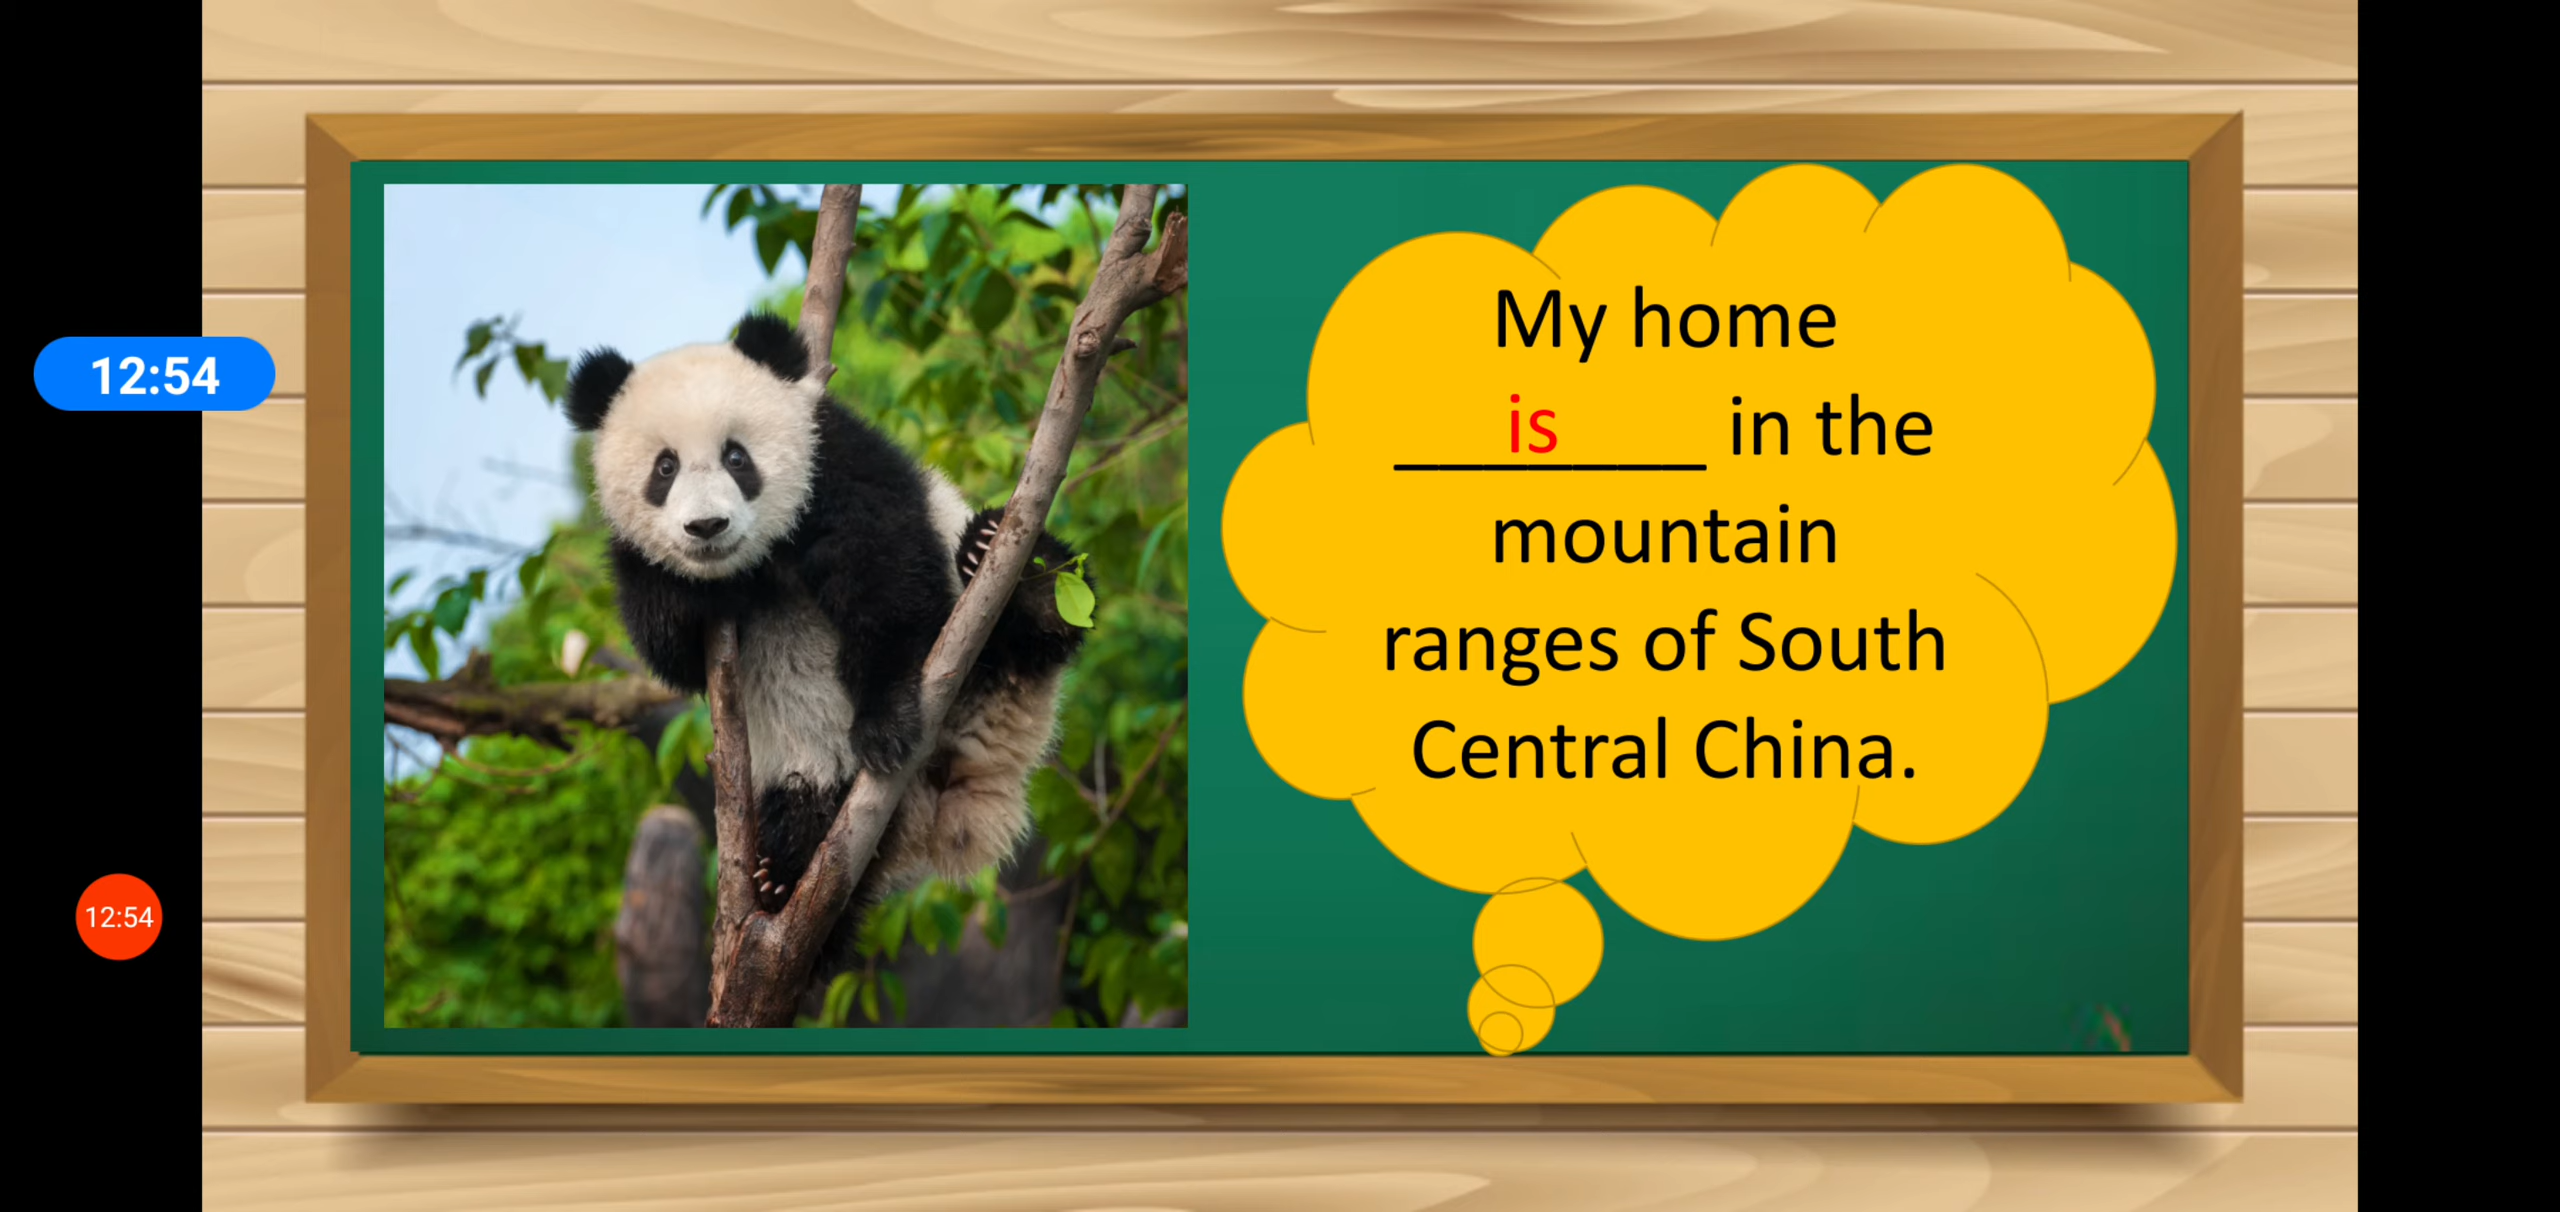 12:54
12:54
My home
is in the
mountain
ranges of South
Central China.